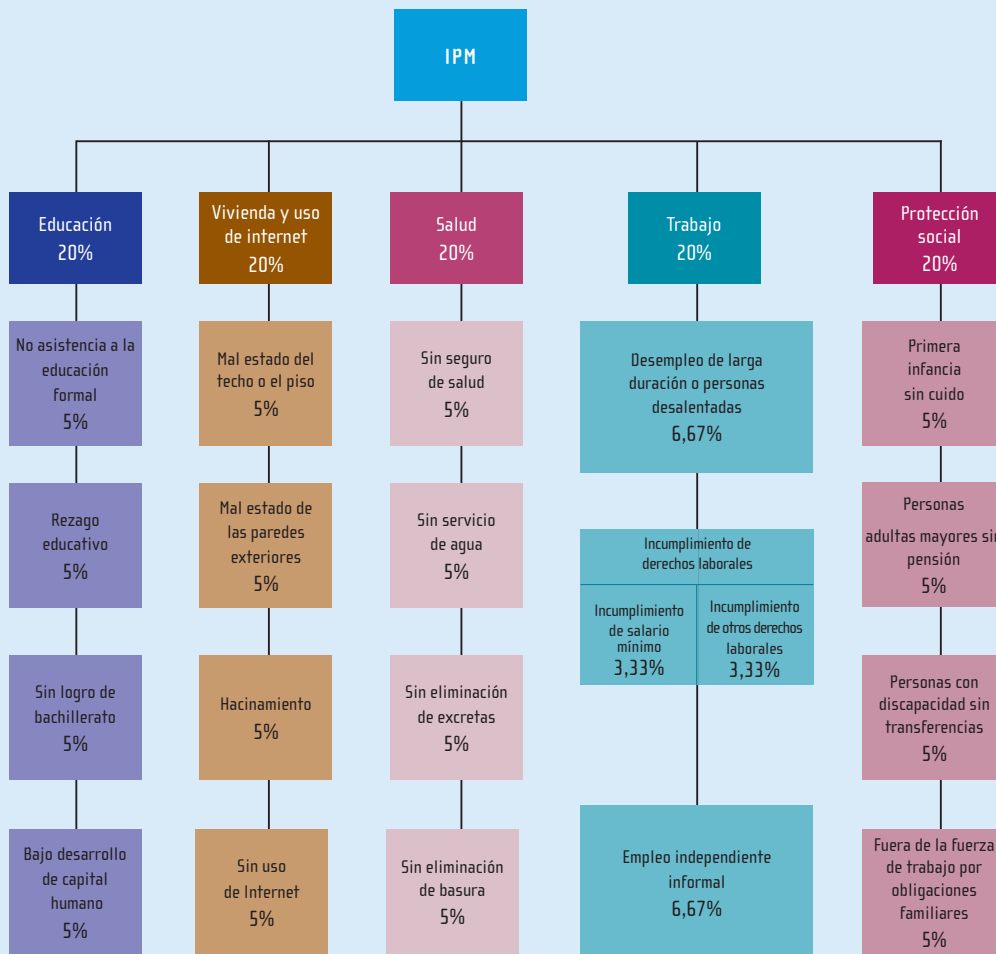 IPM
Educación
20%
Vivienda y uso
de internet
20%
Salud
20%
Trabajo
20%
Protección
social
20%
No asistencia a la
educación
formal
5%
Mal estado del
techo o el piso
5%
Sin seguro
de salud
5%
Desempleo de larga
duración o personas
desalentadas
6,67%
Primera
infancia
sin cuido
5%
Rezago
educativo
5%
Mal estado de
las paredes
exteriores
5%
Sin servicio
de agua
5%
Incumplimiento de
derechos laborales
Incumplimiento
de salario
mínimo
3,33%
Incumplimiento
de otros derechos
laborales
3,33%
Personas
adultas mayores sin
pensión
5%
Sin logro de
bachillerato
5%
Hacinamiento
5%
Sin eliminación
de excretas
5%
Personas con
discapacidad sin
transferencias
5%
Bajo desarrollo
de capital
humano
5%
Sin uso
de Internet
5%
Sin eliminación
de basura
5%
Empleo independiente
informal
6,67%
Fuera de la fuerza
de trabajo por
obligaciones
familiares
5%